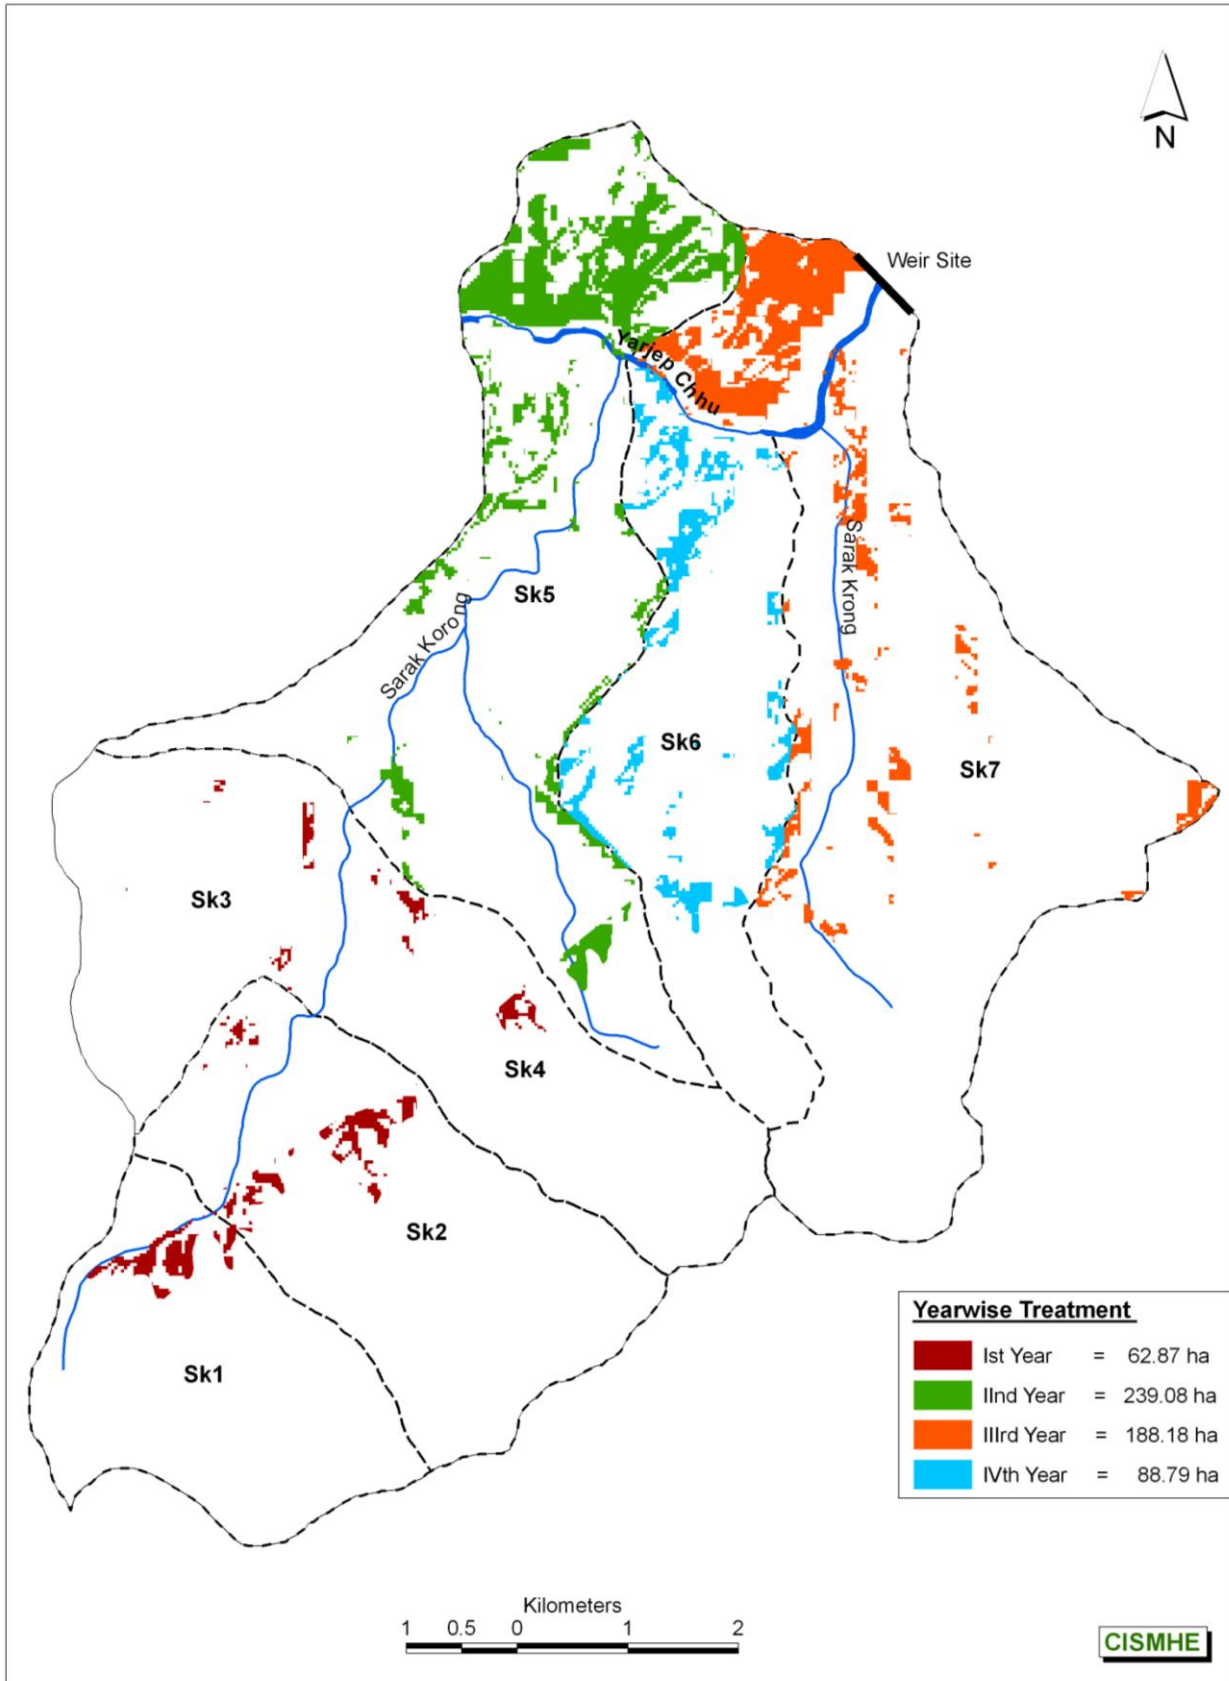 N
Weir Site
Yarjep Chhu
Sarak Krong
Sk5
Sarak Korong
Sk6
Sk7
Sk3
Sk4
Sk2
Sk1
Yearwise Treatment
Ist Year = 62.87 ha
IInd Year = 239.08 ha
IIIrd Year = 188.18 ha
IVth Year = 88.79 ha
Kilometers
1 0.5 0 1 2
CISMHE